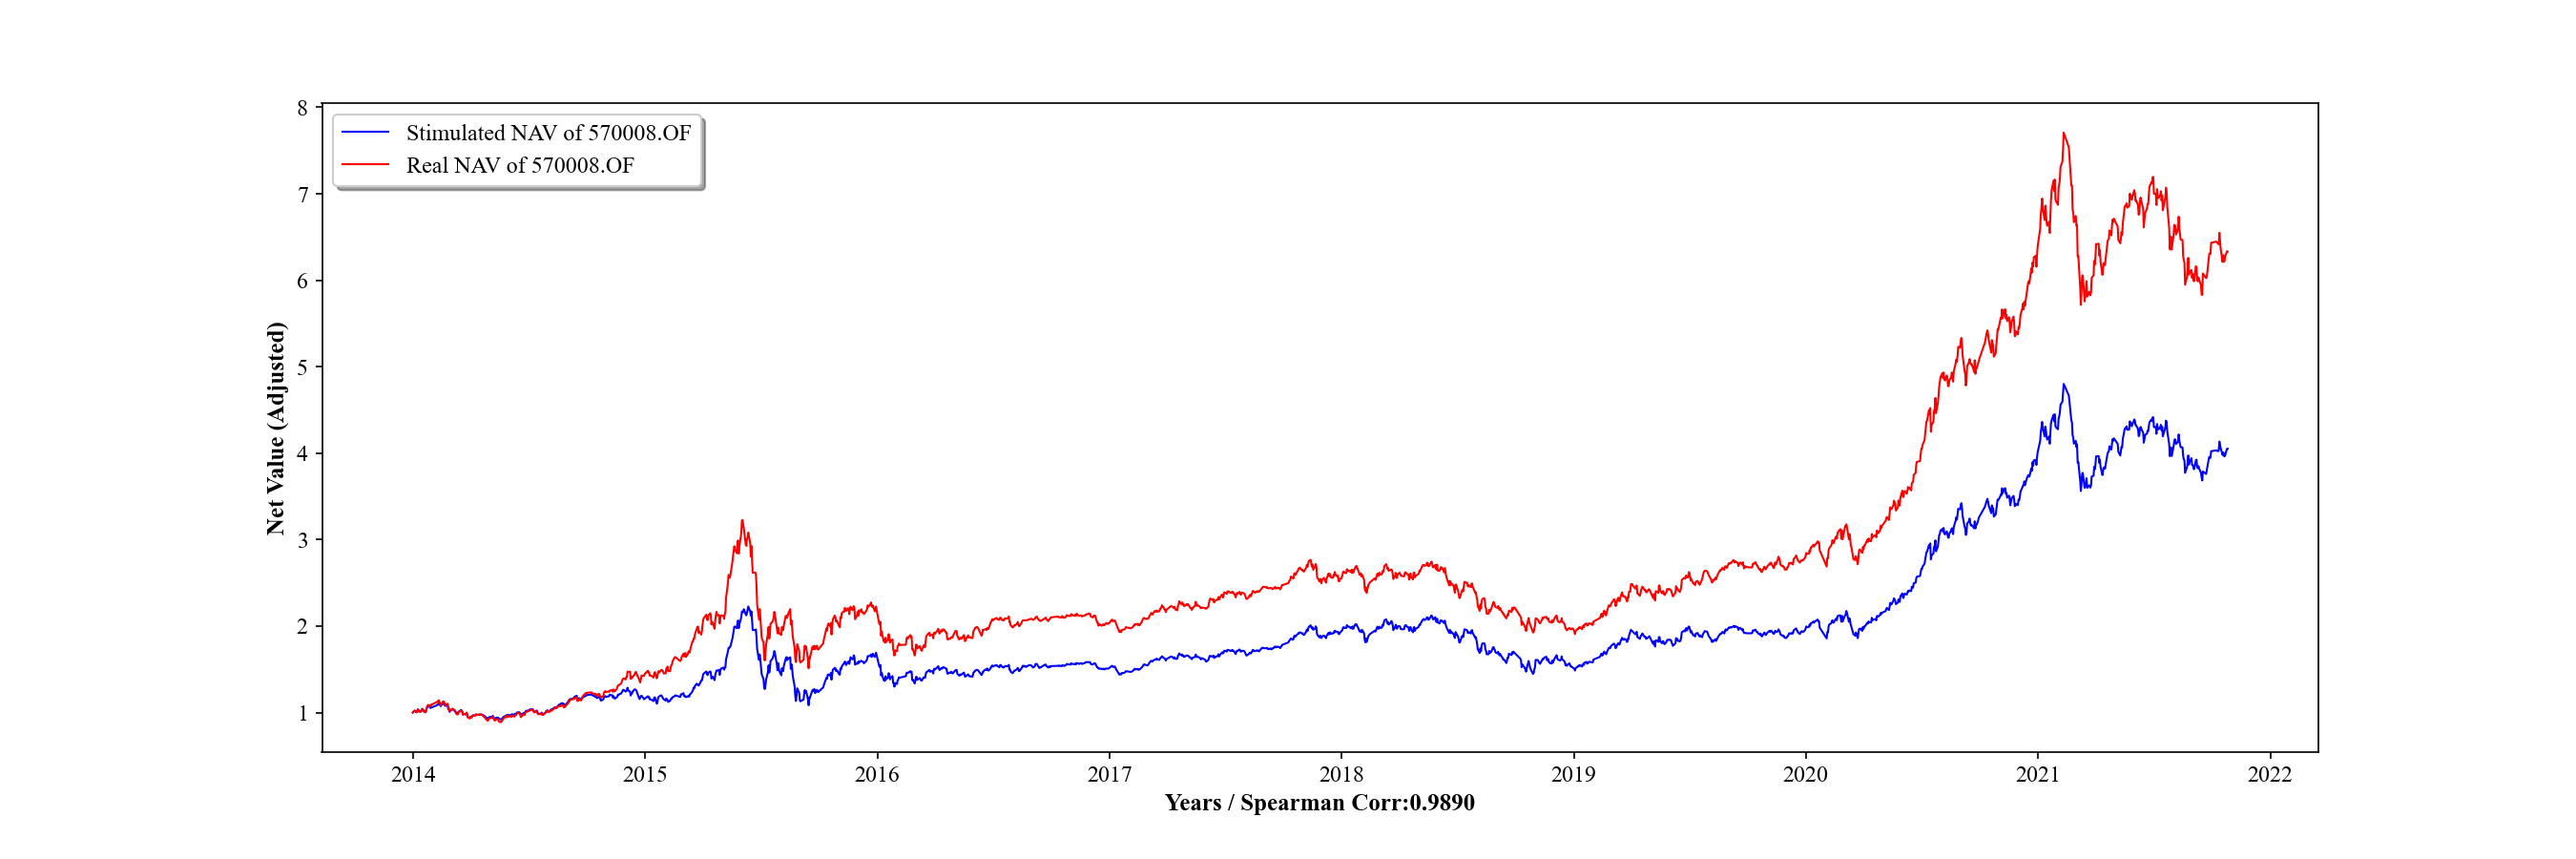 Stimulated NAV of 570008.OF
Real NAV of 570008.OF
Net Value (Adjusted)
8
7
6
5
4
3
2
1
2014 2015 2016 2017 2018 2019 2020 2021 2022
Years / Spearman Corr:0.9890